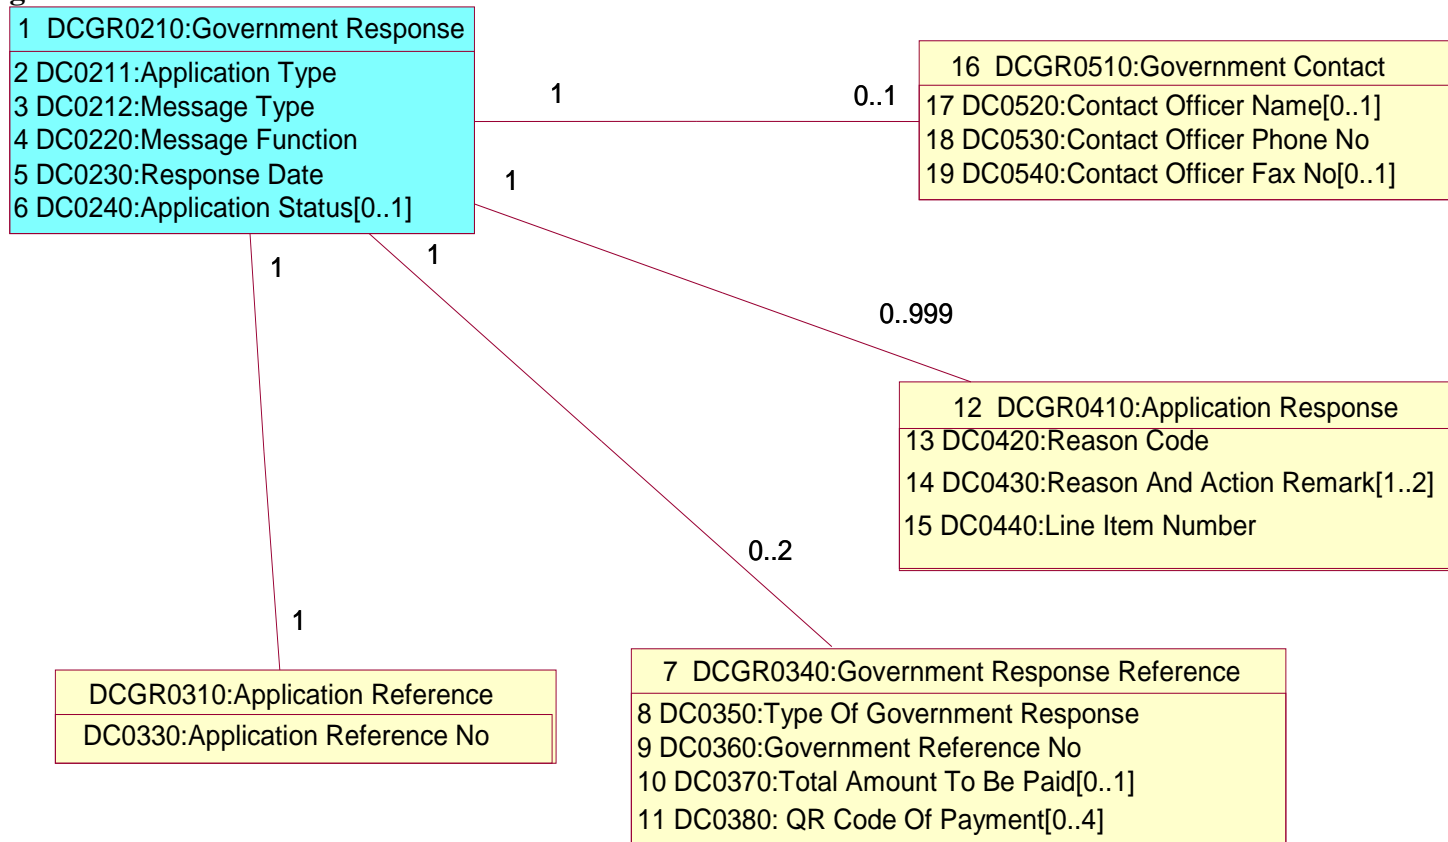 g
1 DCGR0210:Government Response
2 DC0211:Application Type
3 DC0212:Message Type
4 DC0220:Message Function
5 DC0230:Response Date
6 DC0240:Application Status[0..1]
1
0..1
16 DCGR0510:Government Contact
17 DC0520:Contact Officer Name[0..1]
18 DC0530:Contact Officer Phone No
19 DC0540:Contact Officer Fax No[0..1]
1
0..999
12 DCGR0410:Application Response
13 DC0420:Reason Code
14 DC0430:Reason And Action Remark[1..2]
15 DC0440:Line Item Number
1
0..2
7 DCGR0340:Government Response Reference
8 DC0350:Type Of Government Response
9 DC0360:Government Reference No
10 DC0370:Total Amount To Be Paid[0..1]
11 DC0380: QR Code Of Payment[0..4]
1
1
DCGR0310:Application Reference
DC0330:Application Reference No